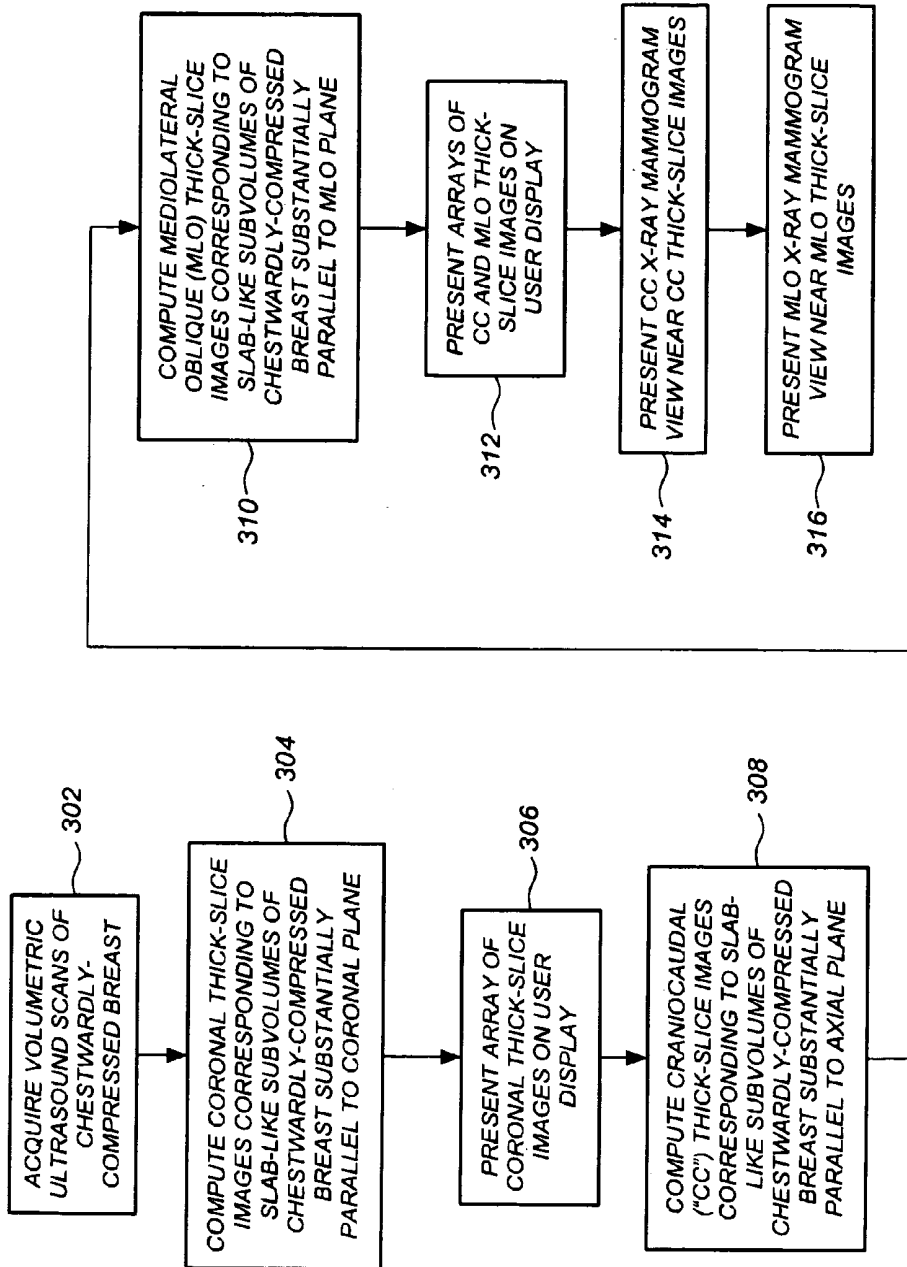 302
ACQUIRE VOLUMETRIC
ULTRASOUND SCANS OF
CHESTWARDLY-
COMPRESSED BREAST
304
COMPUTE CORONAL THICK-SLICE
IMAGES CORRESPONDING TO
SLAB-LIKE SUBVOLUMES OF
CHESTWARDLY-COMPRESSED
BREAST SUBSTANTIALLY
PARALLEL TO CORONAL PLANE
306
PRESENT ARRAY OF
CORONAL THICK-SLICE
IMAGES ON USER
DISPLAY
308
COMPUTE CRANIOCAUDAL
("CC") THICK-SLICE IMAGES
CORRESPONDING TO SLAB-
LIKE SUBVOLUMES OF
CHESTWARDLY-COMPRESSED
BREAST SUBSTANTIALLY
PARALLEL TO AXIAL PLANE
310
COMPUTE MEDIOLATERAL
OBLIQUE (MLO) THICK-SLICE
IMAGES CORRESPONDING TO
SLAB-LIKE SUBVOLUMES OF
CHESTWARDLY-COMPRESSED
BREAST SUBSTANTIALLY
PARALLEL TO MLO PLANE
312
PRESENT ARRAYS OF
CC AND MLO THICK-
SLICE IMAGES ON
USER DISPLAY
314
PRESENT CC X-RAY MAMMOGRAM
VIEW NEAR CC THICK-SLICE IMAGES
316
PRESENT MLO X-RAY MAMMOGRAM
VIEW NEAR MLO THICK-SLICE
IMAGES